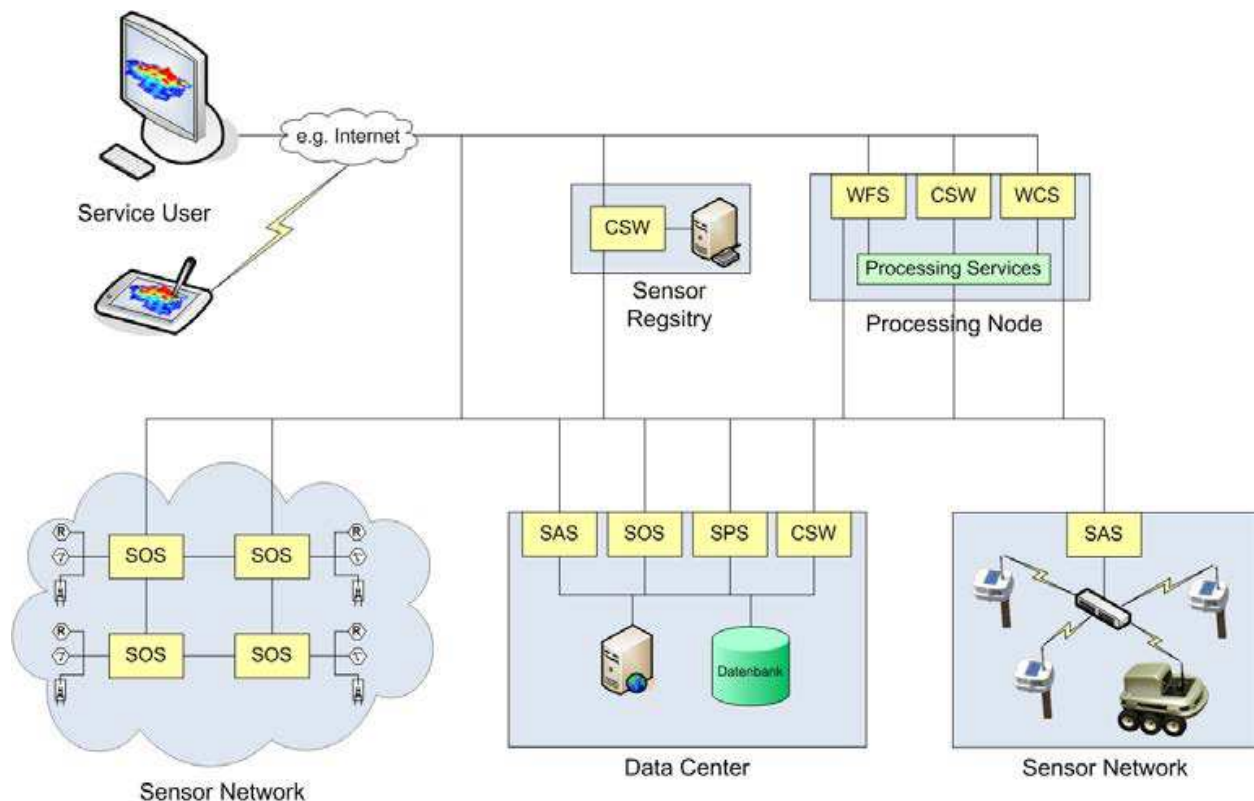 e.g. Internet
Service User
WFS
CSW
WCS
CSW
Processing Services
Sensor
Regsitry
Processing Node
SAS
SOS
SPS
CSW
SAS
R
R
SOS
SOS
R
R
SOS
SOS
Datenbank
Data Center
Sensor Network
Sensor Network